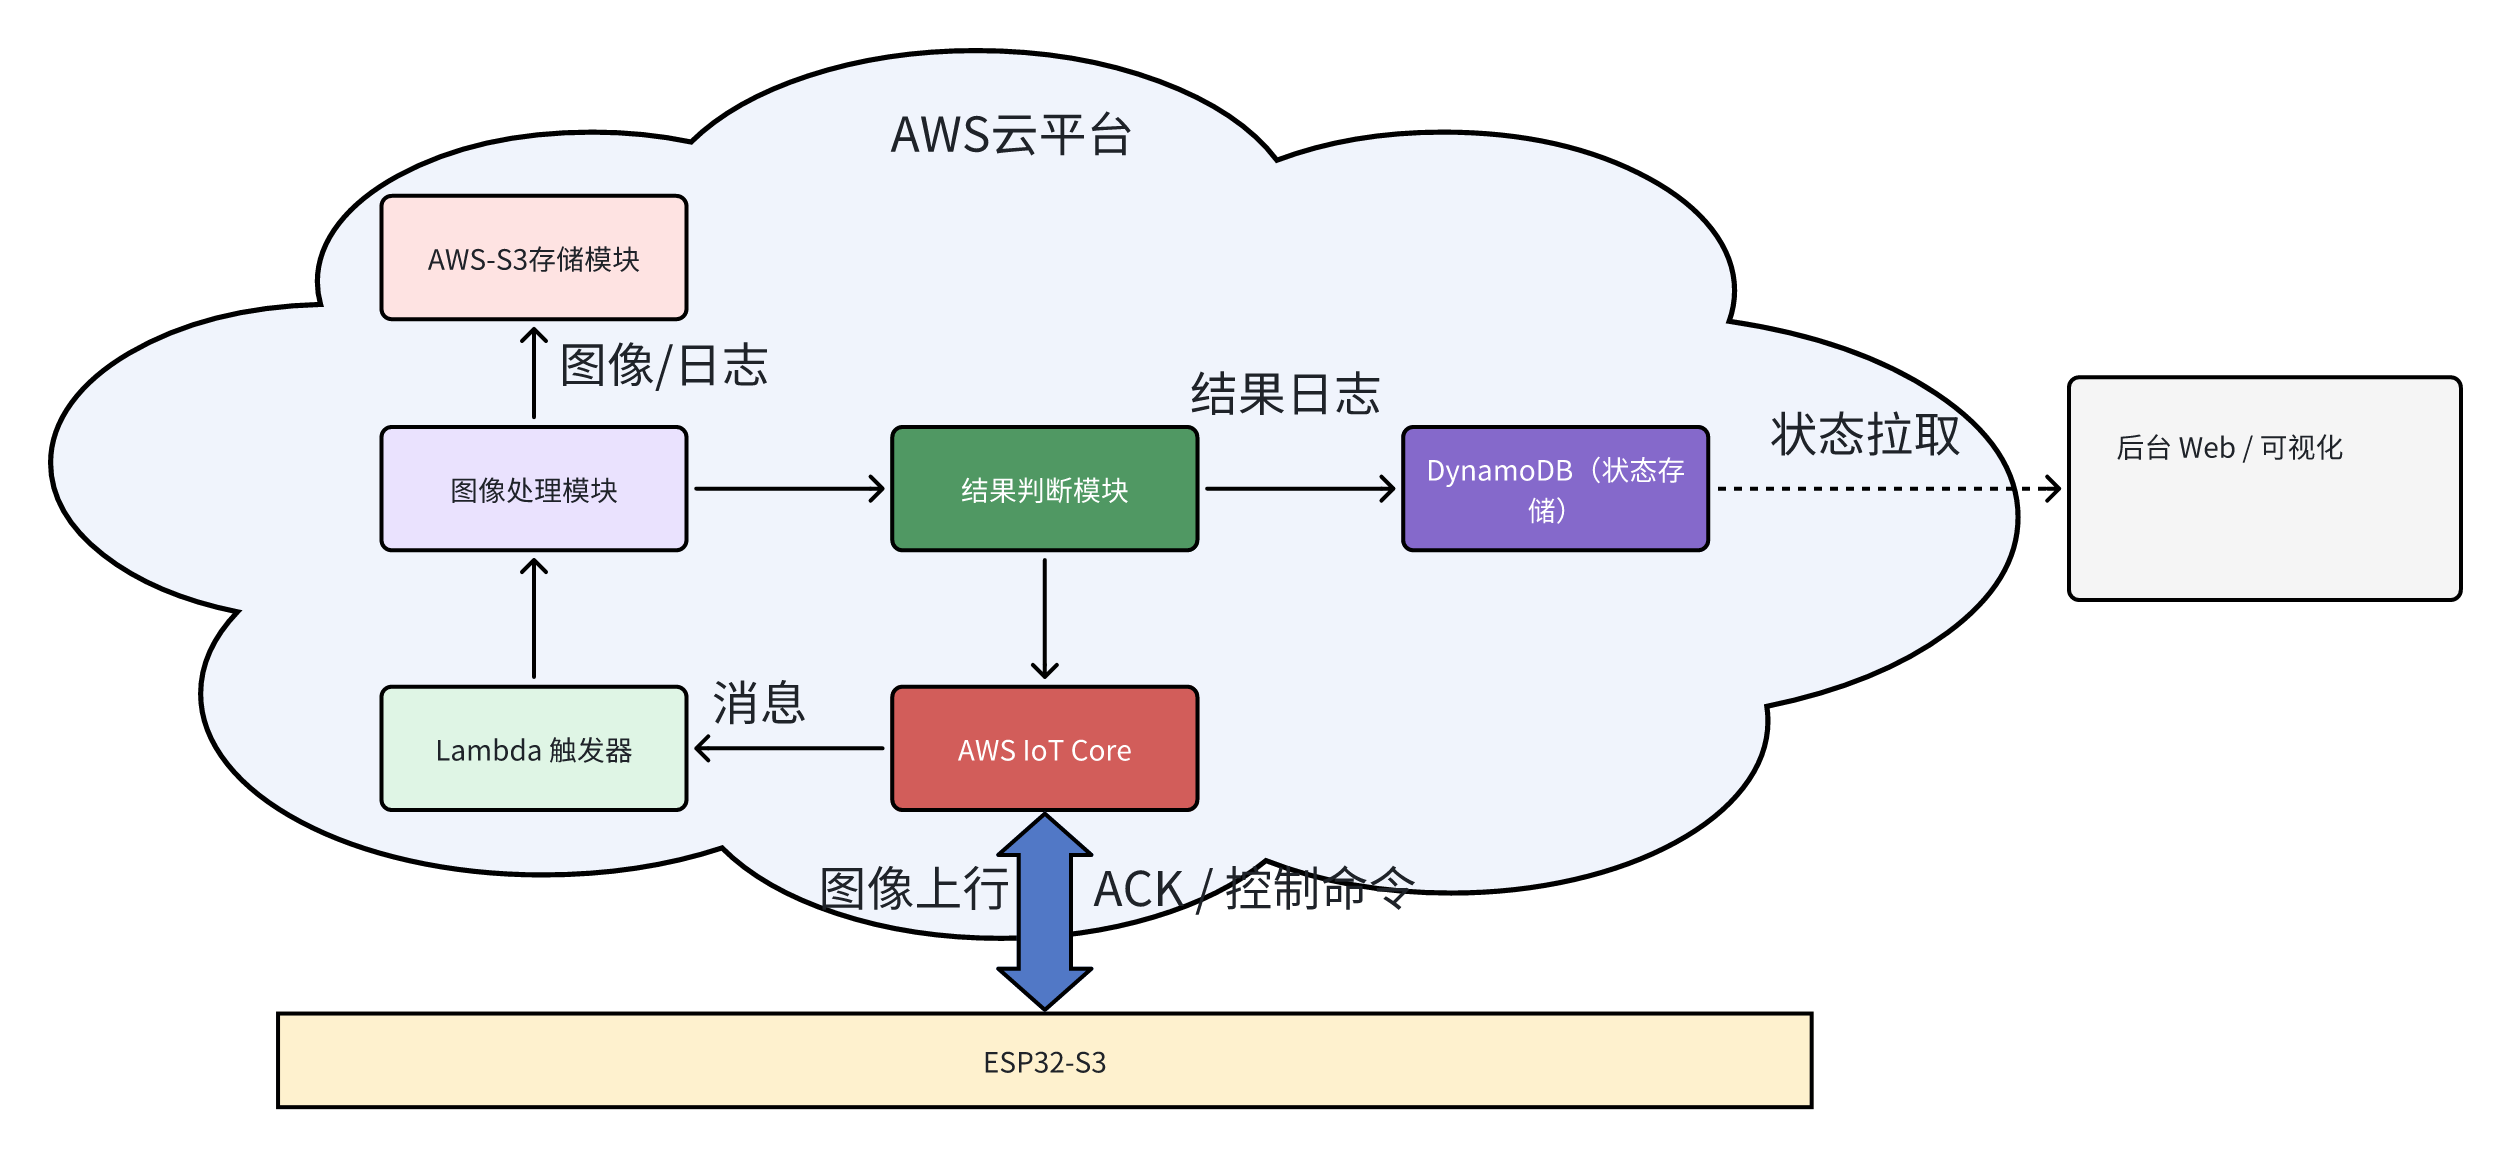 AWS云平台
AWS-S3存储模块
图像/日志
结果日志
状态拉取
后台 Web / 可视化
图像处理模块
结果判断模块
DynamoDB（状态存
储）
消息
Lambda 触发器
AWS IoT Core
图像上行
ACK / 控制命令
ESP32-S3